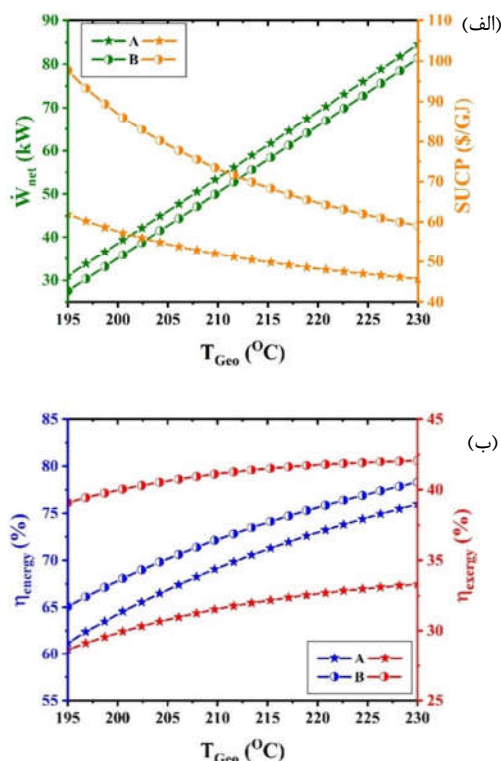 (الف)
A
B
90
80
70
60
50
40
30
Ẇnet (kW)
110
100
90
80
70
60
50
40
SUCP ($/GJ)
195 200 205 210 215 220 225 230
TGeo (OC)
(ب)
85
80
75
70
65
60
55
ηenergy (%)
45
40
35
30
25
ηexergy (%)
A
B
195 200 205 210 215 220 225 230
TGeo (OC)